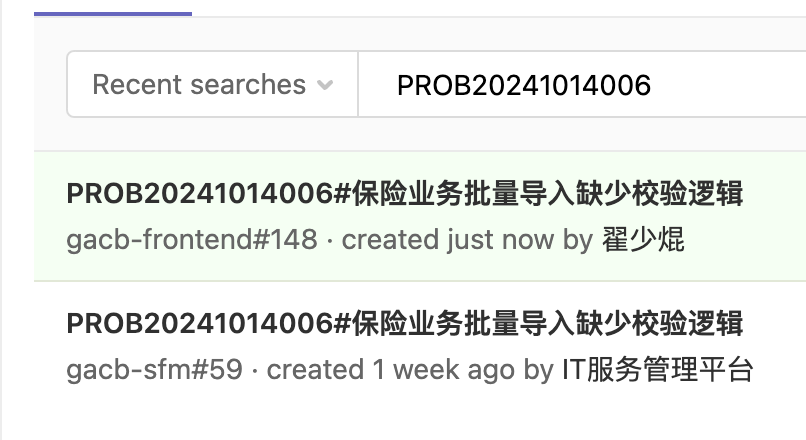 Recent searches
PROB20241014006
PROB20241014006#保险业务批量导入缺少校验逻辑
gacb-frontend#148 · created just now by 翟少焜
PROB20241014006#保险业务批量导入缺少校验逻辑
gacb-sfm#59 · created 1 week ago by IT服务管理平台